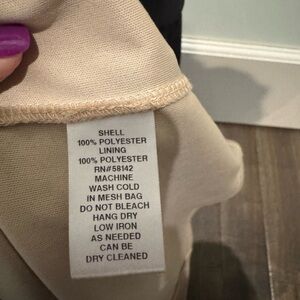 SHELL
100% POLYESTER
LINING
100% POLYESTER
RN#58142
MACHINE
WASH COLD
IN MESH BAG
DO NOT BLEACH
HANG DRY
LOW IRON
AS NEEDED
CAN BE
DRY CLEANED